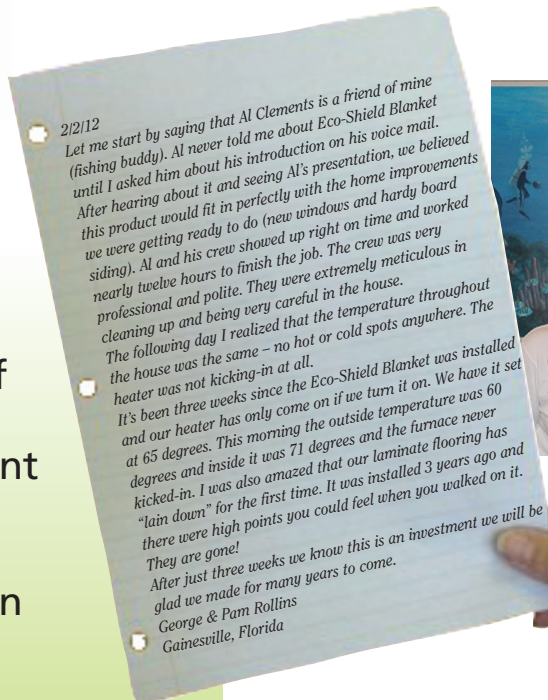 2/2/12
Let me start by saying that Al Clements is a friend of mine
(fishing buddy). Al never told me about Eco-Shield Blanket
until I asked him about his introduction on his voice mail.
After hearing about it and seeing Al's presentation, we believed
this product would fit in perfectly with the home improvements
we were getting ready to do (new windows and hardy board
siding). Al and his crew showed up right on time and worked
nearly twelve hours to finish the job. The crew was very
professional and polite. They were extremely meticulous in
cleaning up and being very careful in the house.
The following day I realized that the temperature throughout
the house was the same – no hot or cold spots anywhere. The
heater was not kicking-in at all.
It's been three weeks since the Eco-Shield Blanket was installed
and our heater has only come on if we turn it on. We have it set
at 65 degrees. This morning the outside temperature was 60
degrees and inside it was 71 degrees and the furnace never
kicked-in. I was also amazed that our laminate flooring has
"lain down" for the first time. It was installed 3 years ago and
there were high points you could feel when you walked on it.
They are gone!
After just three weeks we know this is an investment we will be
glad we made for many years to come.
George & Pam Rollins
Gainesville, Florida
f
nt
n